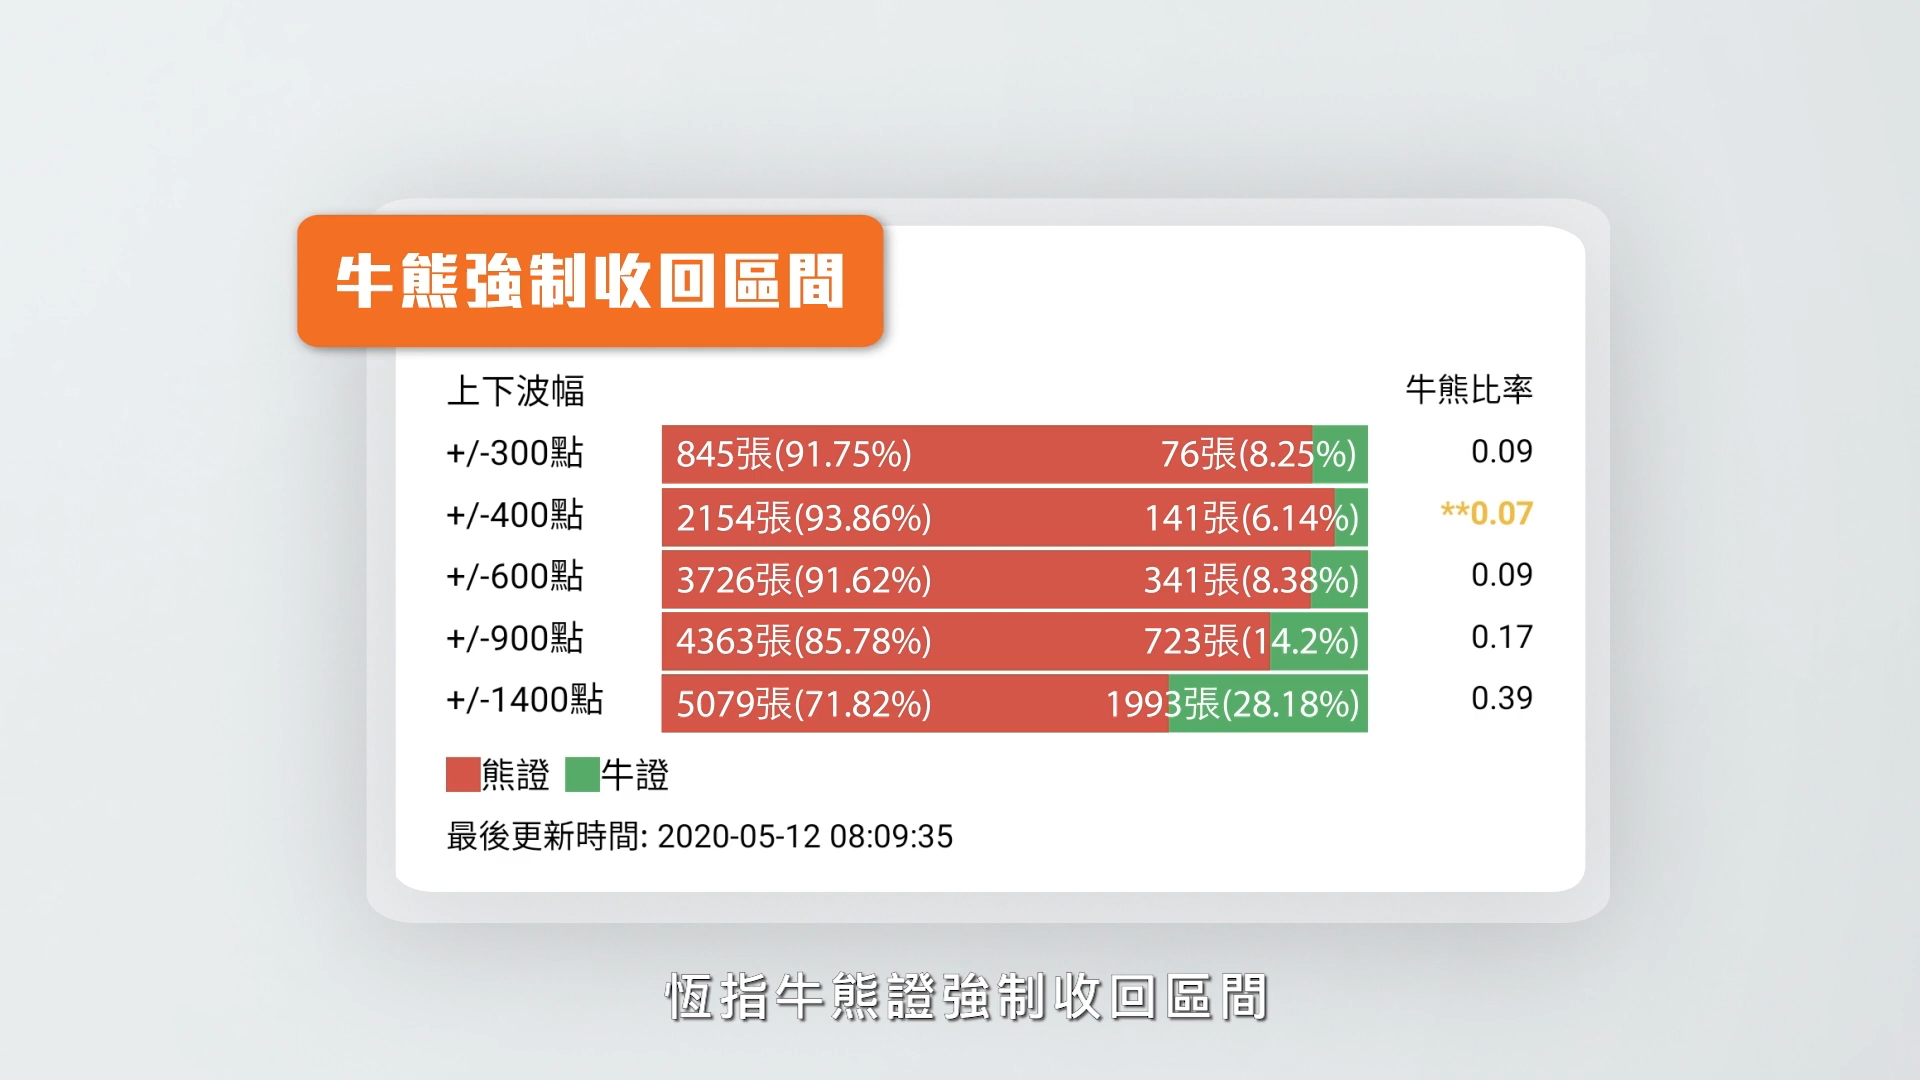 牛熊強制收回區間
上下波幅 牛熊比率
+/-300點 845張(91.75%) 76張(8.25%) 0.09
+/-400點 2154張(93.86%) 141張(6.14%) **0.07
+/-600點 3726張(91.62%) 341張(8.38%) 0.09
+/-900點 4363張(85.78%) 723張(14.2%) 0.17
+/-1400點 5079張(71.82%) 1993張(28.18%) 0.39
熊證 牛證
最後更新時間: 2020-05-12 08:09:35
恆指牛熊證強制收回區間